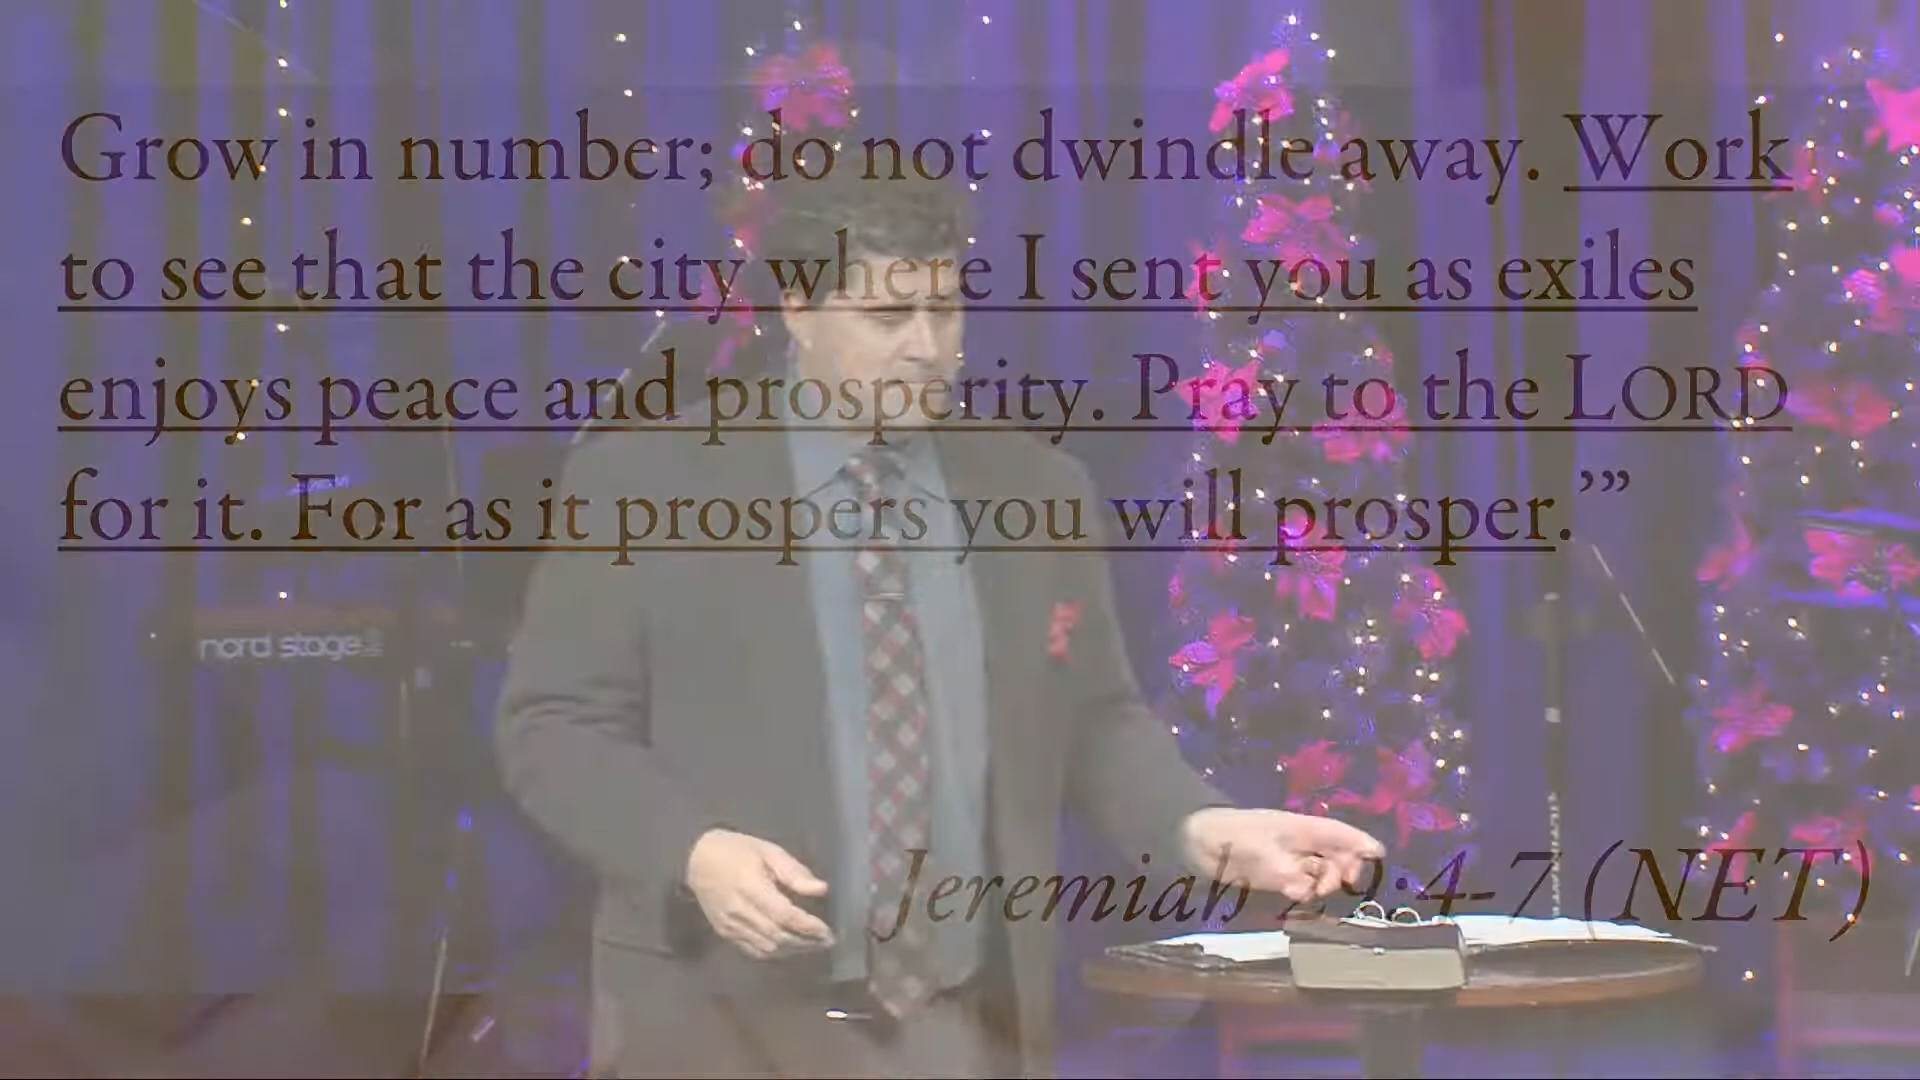 Grow in number; do not dwindle away. Work
to see that the city where I sent you as exiles
enjoys peace and prosperity. Pray to the LORD
for it. For as it prospers you will prosper.’”
nord stage
Jeremiah 29:4-7 (NET)